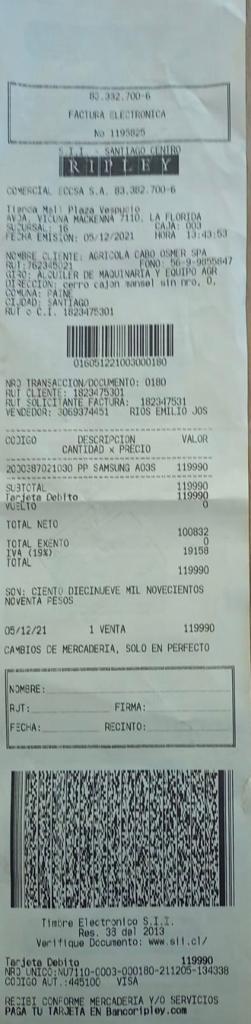 83.332.700-6
FACTURA ELECTRONICA
No 1195825
S.I.I. - SANTIAGO CENTRO
RIPLEY
COMERCIAL ECCSA S.A. 83.382.700-6
Tienda Mall Plaza Vespucio
AVDA. VICUNA MACKENNA 7110, LA FLORIDA
SUCURSAL: 16 CAJA: 003
FECHA EMISION: 05/12/2021 HORA 13:43:53
NOMBRE CLIENTE: AGRICOLA CABO OSMER SPA
RUT:762345021 FONO: 56-9-9855847
GIRO: ALQUILER DE MAQUINARIA Y EQUIPO AGR
DIRECCION: cerro cajon mansel sin nro, 0,
COMUNA: PAINE
CIUDAD: SANTIAGO
RUT o C.I. 1823475301
0160512210030001​80
NRO TRANSACCION/DOCUMENTO: 0180
RUT CLIENTE: 1823475301
RUT SOLICITANTE FACTURA: 182347531
VENDEDOR: 3069374451 RIOS EMILIO JOS
CODIGO DESCRIPCION VALOR
CANTIDAD x PRECIO
2000387021030 PP SAMSUNG A03S 119990
SUBTOTAL 119990
Tarjeta Debito 119990
VUELTO 0
TOTAL NETO
100832
TOTAL EXENTO 0
IVA (19%) 19158
TOTAL
119990
SON: CIENTO DIECINUEVE MIL NOVECIENTOS
NOVENTA PESOS
05/12/21 1 VENTA 119990
CAMBIOS DE MERCADERIA, SOLO EN PERFECTO
NOMBRE:
RUT: FIRMA:
FECHA: RECINTO:
Timbre Electronico S.I.I.
Res. 38 del 2013
Verifique Documento: www.sii.cl/
Tarjeta Debito 119990
NRO UNICO:NU7110-0003-000180-211205-134338
CODIGO AUT.:445100 VISA
RECIBI CONFORME MERCADERIA Y/O SERVICIOS
PAGA TU TARJETA EN Bancoripley.com